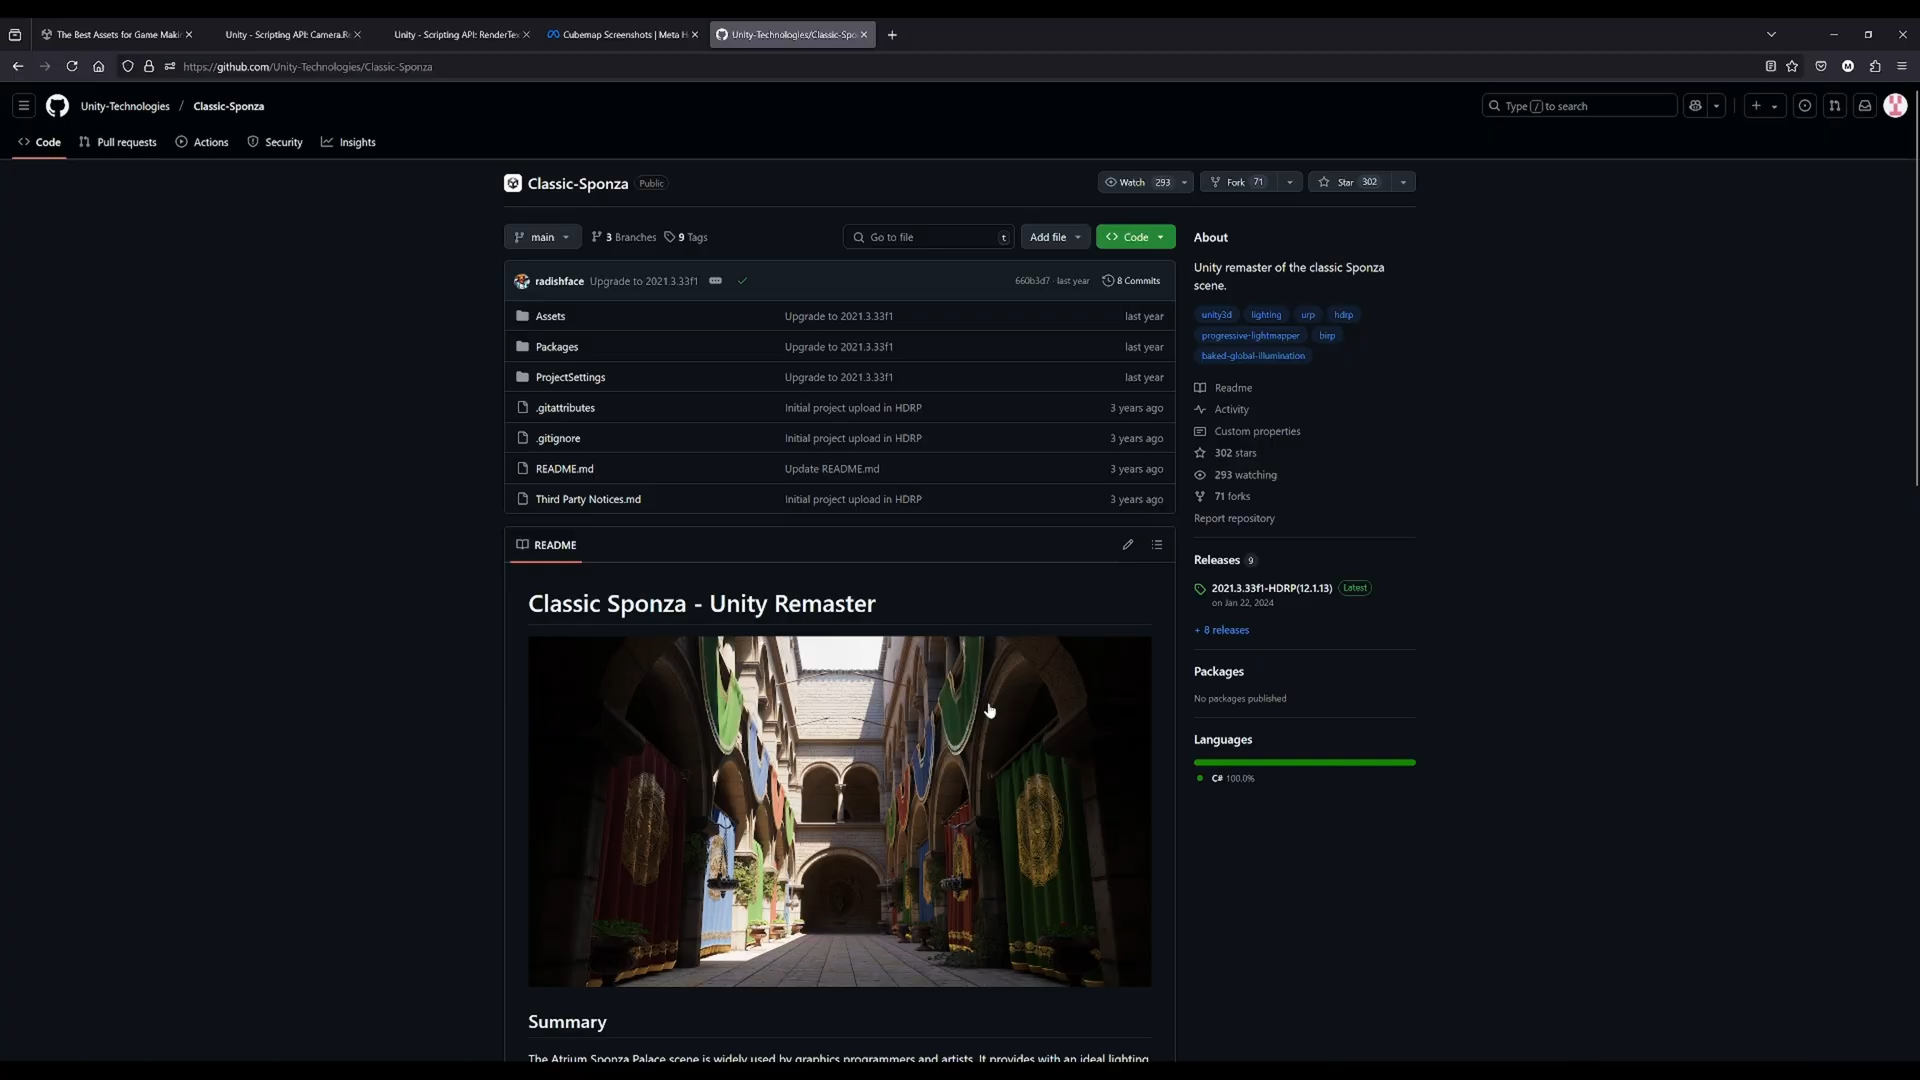 The Best Assets for Game Maki
Unity - Scripting API: Camera.R
Unity - Scripting API: RenderTex
Cubemap Screenshots | Meta H
Unity-Technologies/Classic-Spo
https://github.com/Unity-Technologies/Classic-Sponza
M
Unity-Technologies / Classic-Sponza
Type / to search
Code
Pull requests
Actions
Security
Insights
Classic-Sponza Public
Watch 293
Fork 71
Star 302
main
3 Branches
9 Tags
Go to file t
Add file
Code
radishface Upgrade to 2021.3.33f1
660b3d7 · last year
8 Commits
Assets Upgrade to 2021.3.33f1 last year
Packages Upgrade to 2021.3.33f1 last year
ProjectSettings Upgrade to 2021.3.33f1 last year
.gitattributes Initial project upload in HDRP 3 years ago
.gitignore Initial project upload in HDRP 3 years ago
README.md Update README.md 3 years ago
Third Party Notices.md Initial project upload in HDRP 3 years ago
README
Classic Sponza - Unity Remaster
Summary
The Atrium Sponza Palace scene is widely used by graphics programmers and artists. It provides with an ideal lighting
About
Unity remaster of the classic Sponza
scene.
unity3d lighting urp hdrp
progressive-lightmapper birp
baked-global-illumination
Readme
Activity
Custom properties
302 stars
293 watching
71 forks
Report repository
Releases 9
2021.3.33f1-HDRP(12.1.13) Latest
on Jan 22, 2024
+ 8 releases
Packages
No packages published
Languages
C# 100.0%